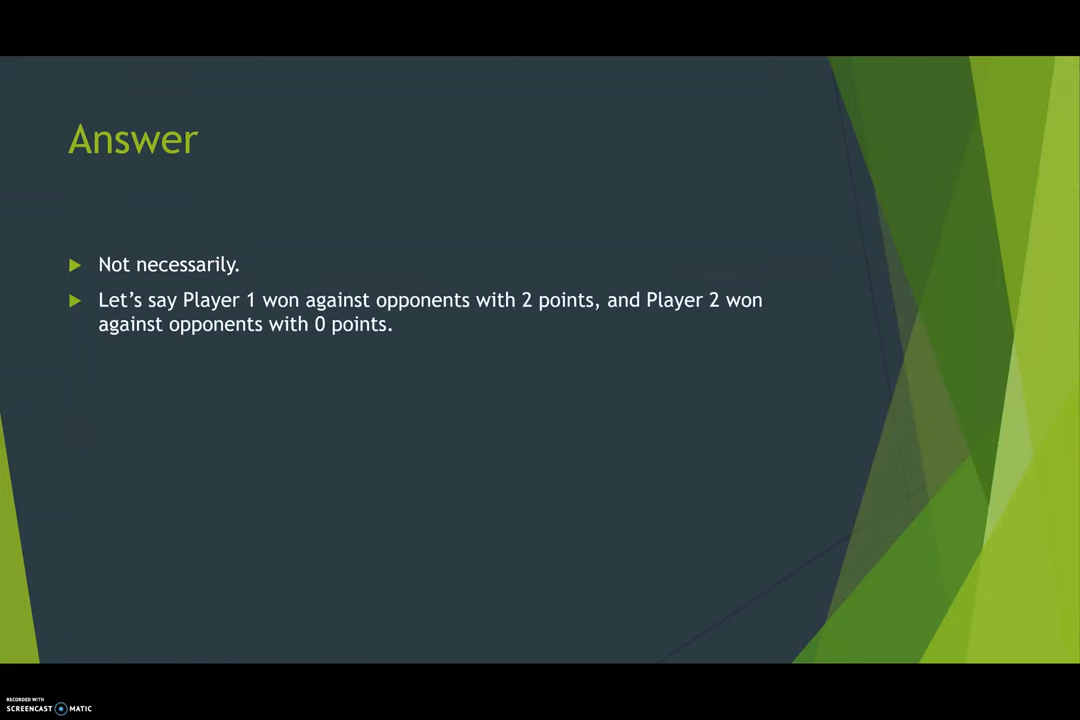 Answer
Not necessarily.
Let’s say Player 1 won against opponents with 2 points, and Player 2 won
against opponents with 0 points.
RECORDED WITH
SCREENCAST MATIC